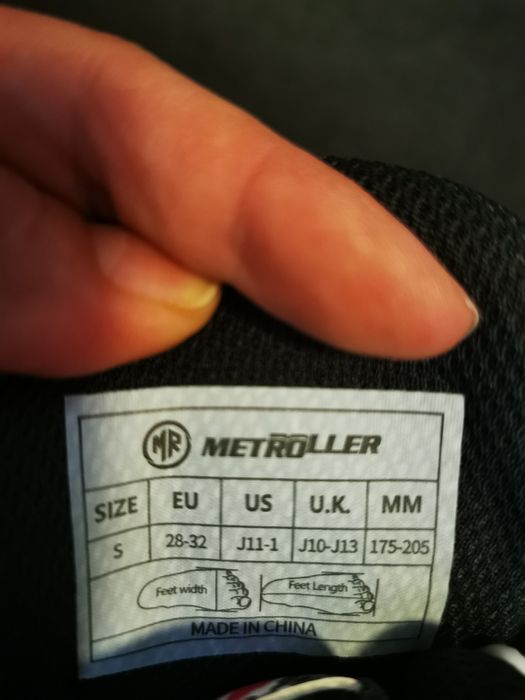 MR METROLLER
SIZE EU US U.K. MM
S 28-32 J11-1 J10-J13 175-205
Feet width Feet Length
MADE IN CHINA